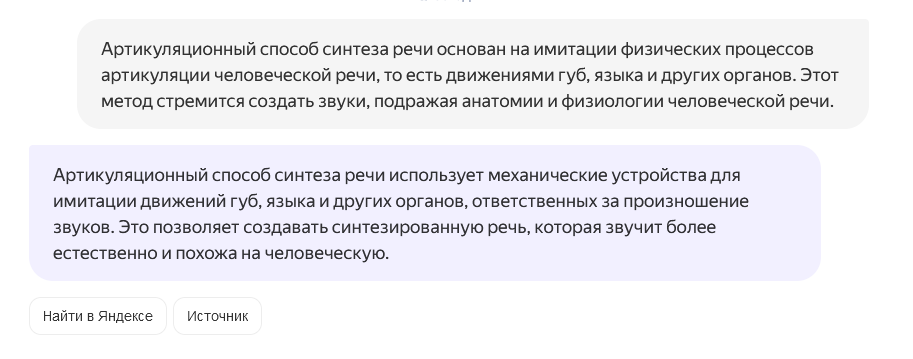 Артикуляционный способ синтеза речи основан на имитации физических процессов
артикуляции человеческой речи, то есть движениями губ, языка и других органов. Этот
метод стремится создать звуки, подражая анатомии и физиологии человеческой речи.
Артикуляционный способ синтеза речи использует механические устройства для
имитации движений губ, языка и других органов, ответственных за произношение
звуков. Это позволяет создавать синтезированную речь, которая звучит более
естественно и похожа на человеческую.
Найти в Яндексе
Источник